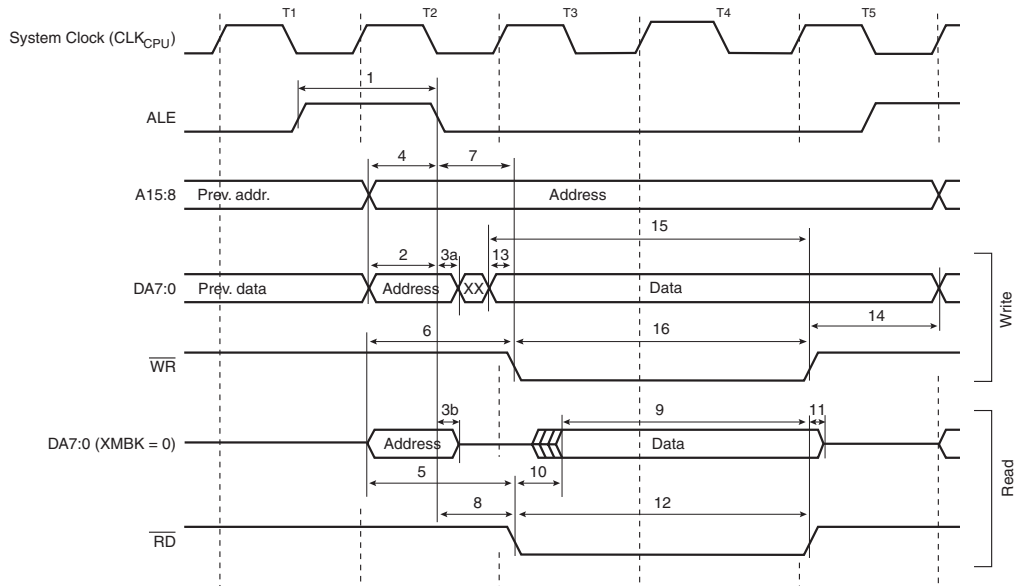 T1 T2 T3 T4 T5
System Clock (CLKCPU)
1
ALE
4 7
A15:8 Prev. addr. Address
15
2 3a 13
DA7:0 Prev. data Address XX Data
14
6 16
WR
Write
3b 9 11
DA7:0 (XMBK = 0) Address Data
5 10
8 12
RD
Read